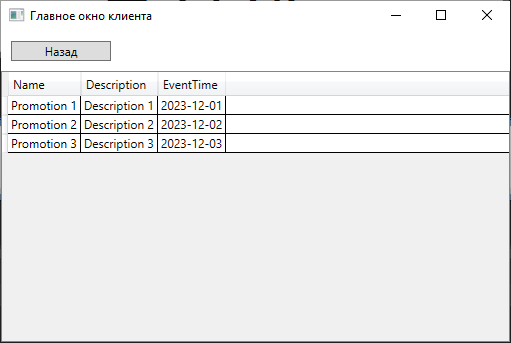 Главное окно клиента
Назад
Name Description EventTime
Promotion 1 Description 1 2023-12-01
Promotion 2 Description 2 2023-12-02
Promotion 3 Description 3 2023-12-03